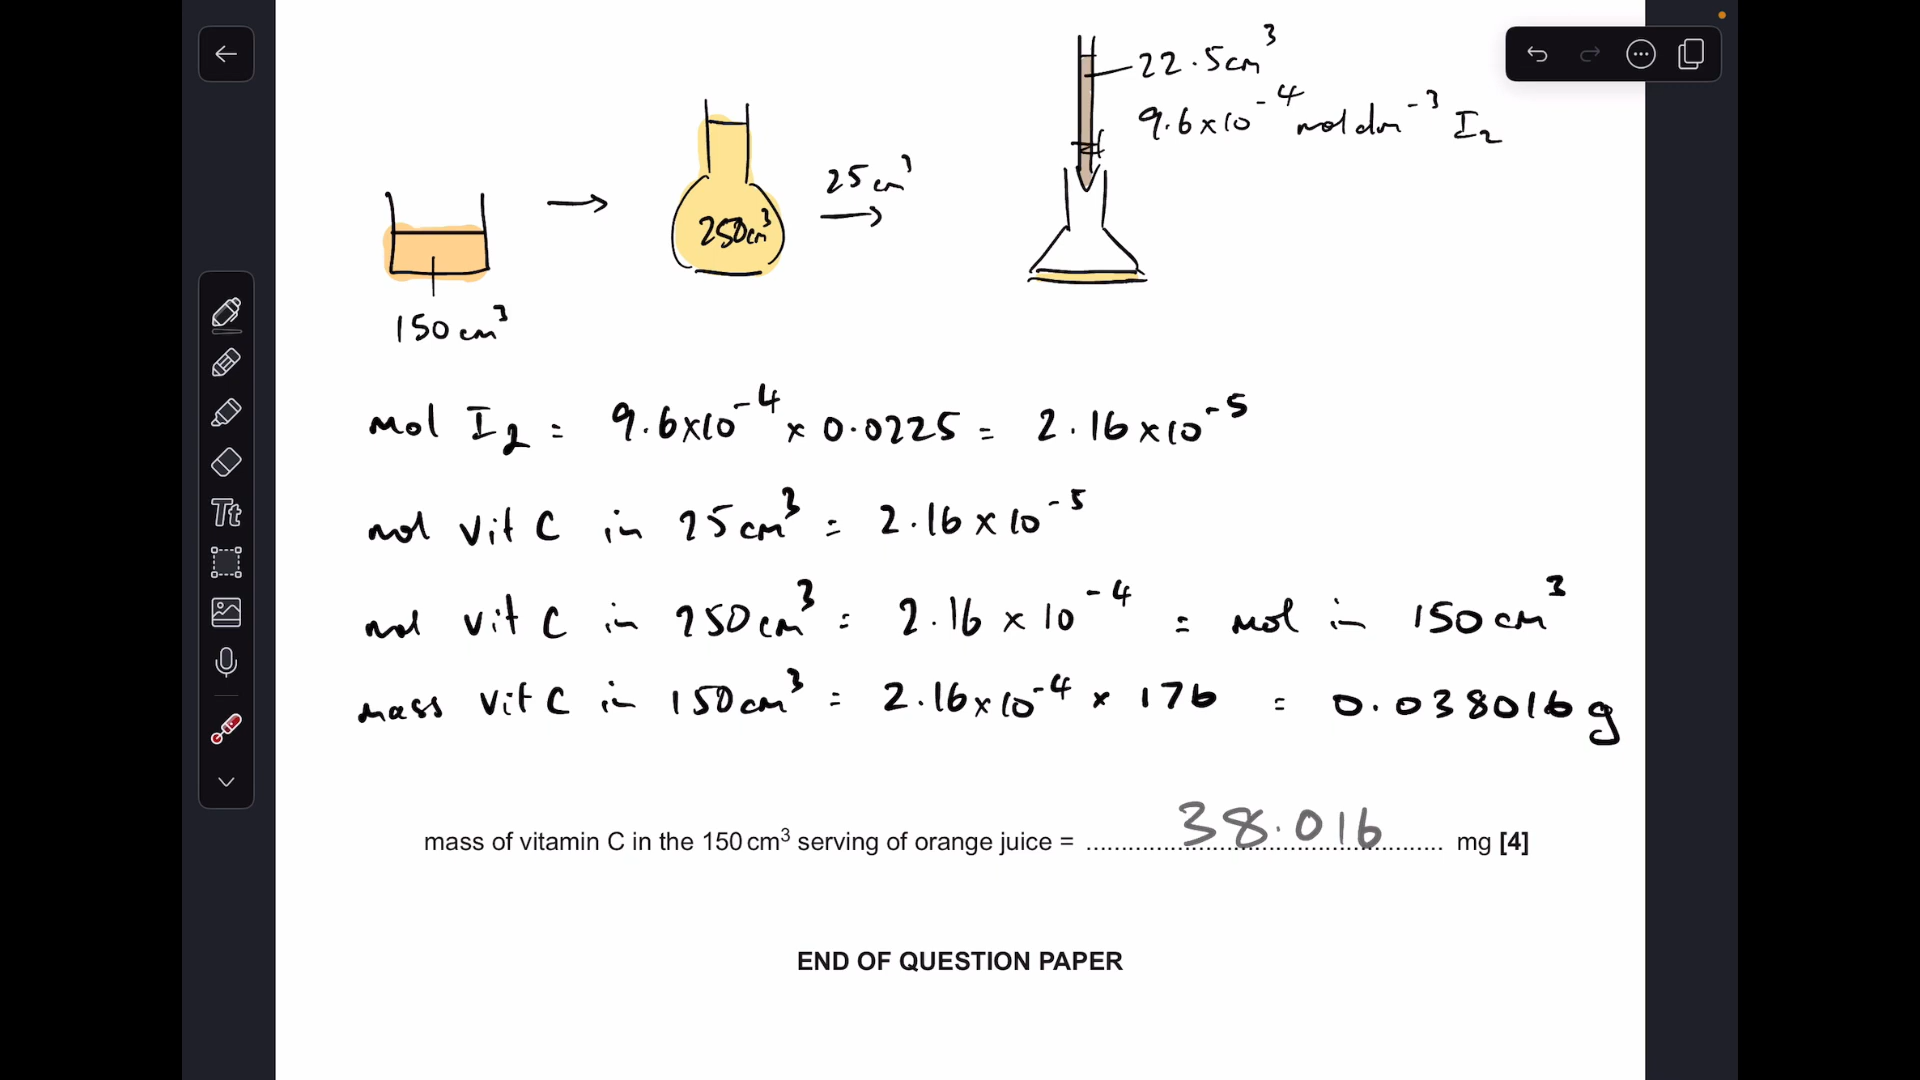 22.5cm³
9.6×10⁻⁴ mol dm⁻³ I₂
25cm³
250cm³
150cm³
mol I₂ = 9.6×10⁻⁴ × 0.0225 = 2.16×10⁻⁵
mol vit C in 25cm³ = 2.16×10⁻⁵
mol vit C in 250cm³ = 2.16×10⁻⁴ = mol in 150cm³
mass vit C in 150cm³ = 2.16×10⁻⁴ × 176 = 0.038016g
mass of vitamin C in the 150 cm³ serving of orange juice = 38.016 mg [4]
END OF QUESTION PAPER
Tt